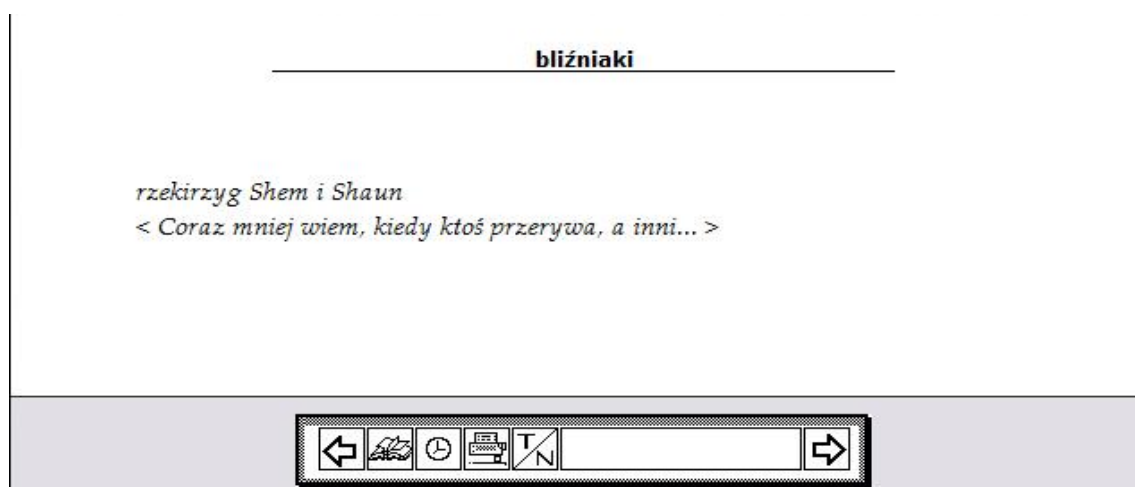 bliźniaki
rzekirzyg Shem i Shaun
< Coraz mniej wiem, kiedy ktoś przerywa, a inni... >
T/N